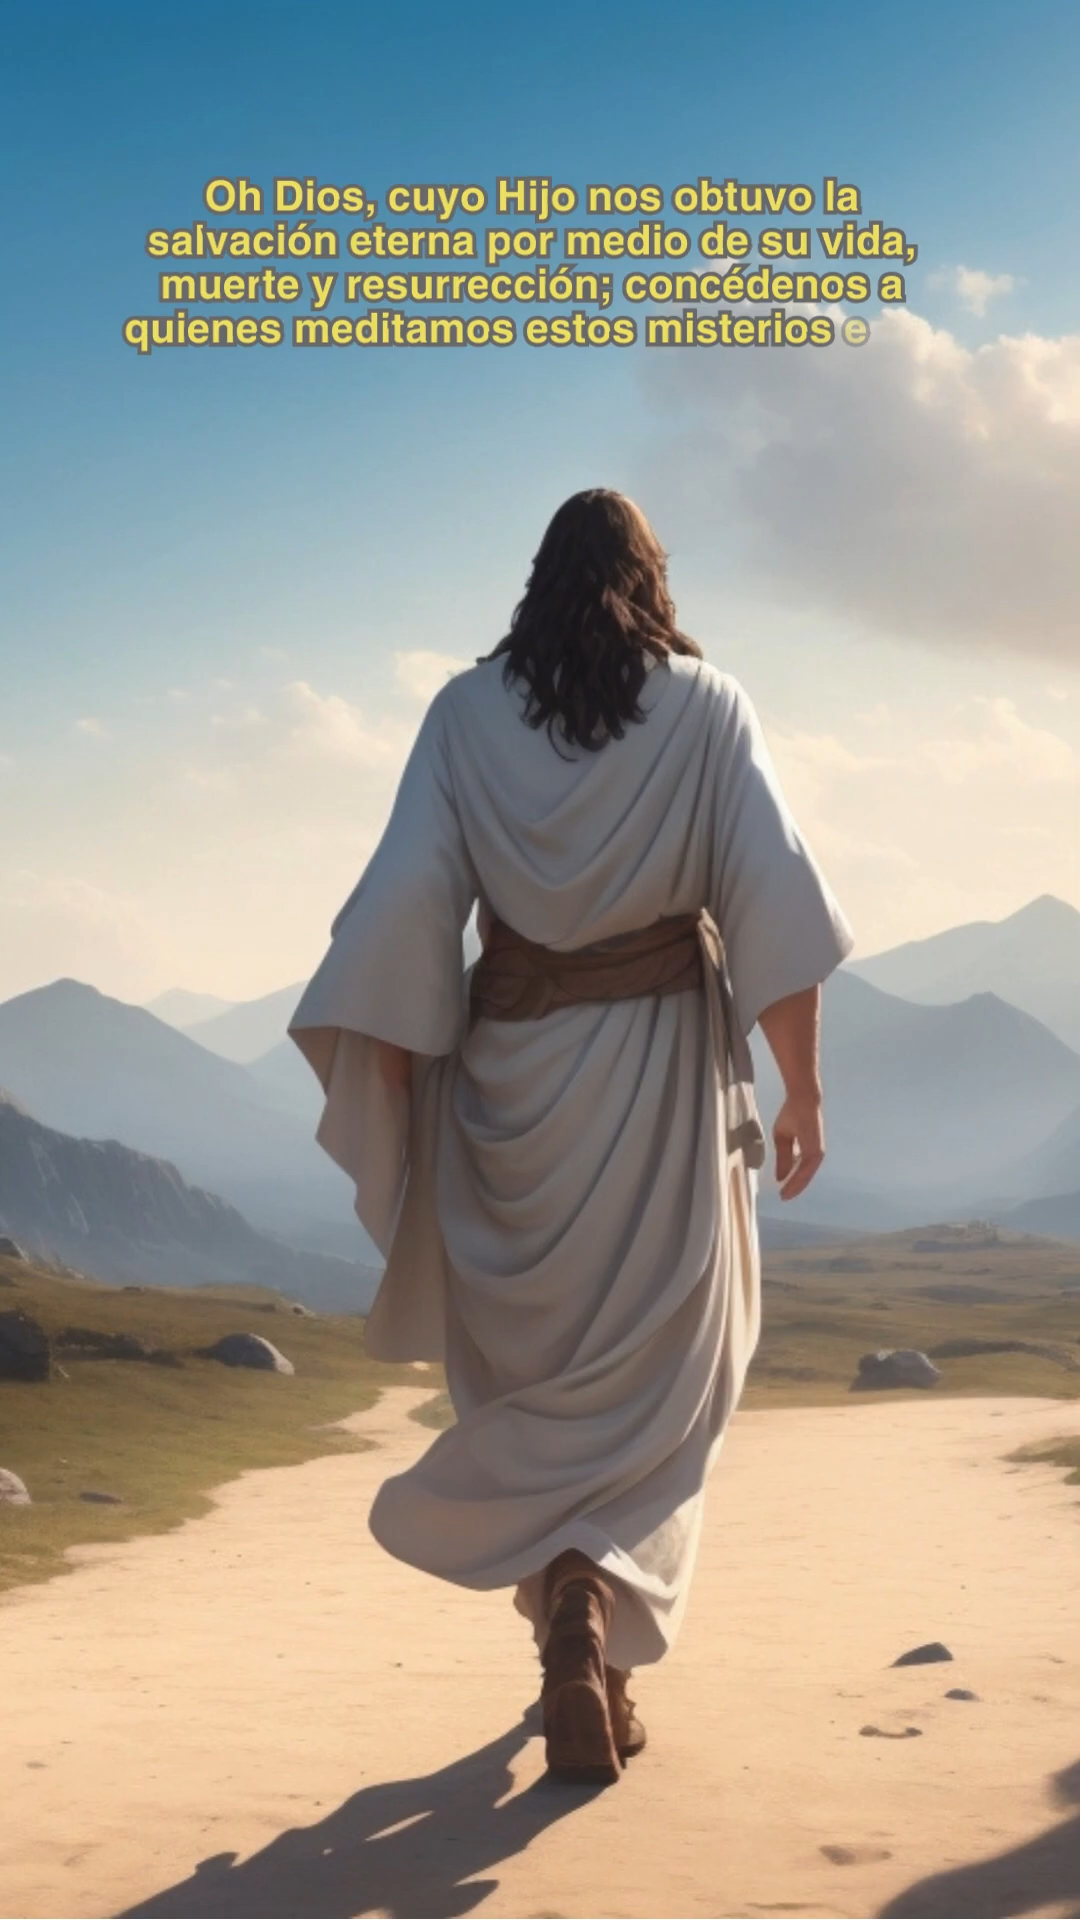 Oh Dios, cuyo Hijo nos obtuvo la
salvación eterna por medio de su vida,
muerte y resurrección; concédenos a
quienes meditamos estos misterios e